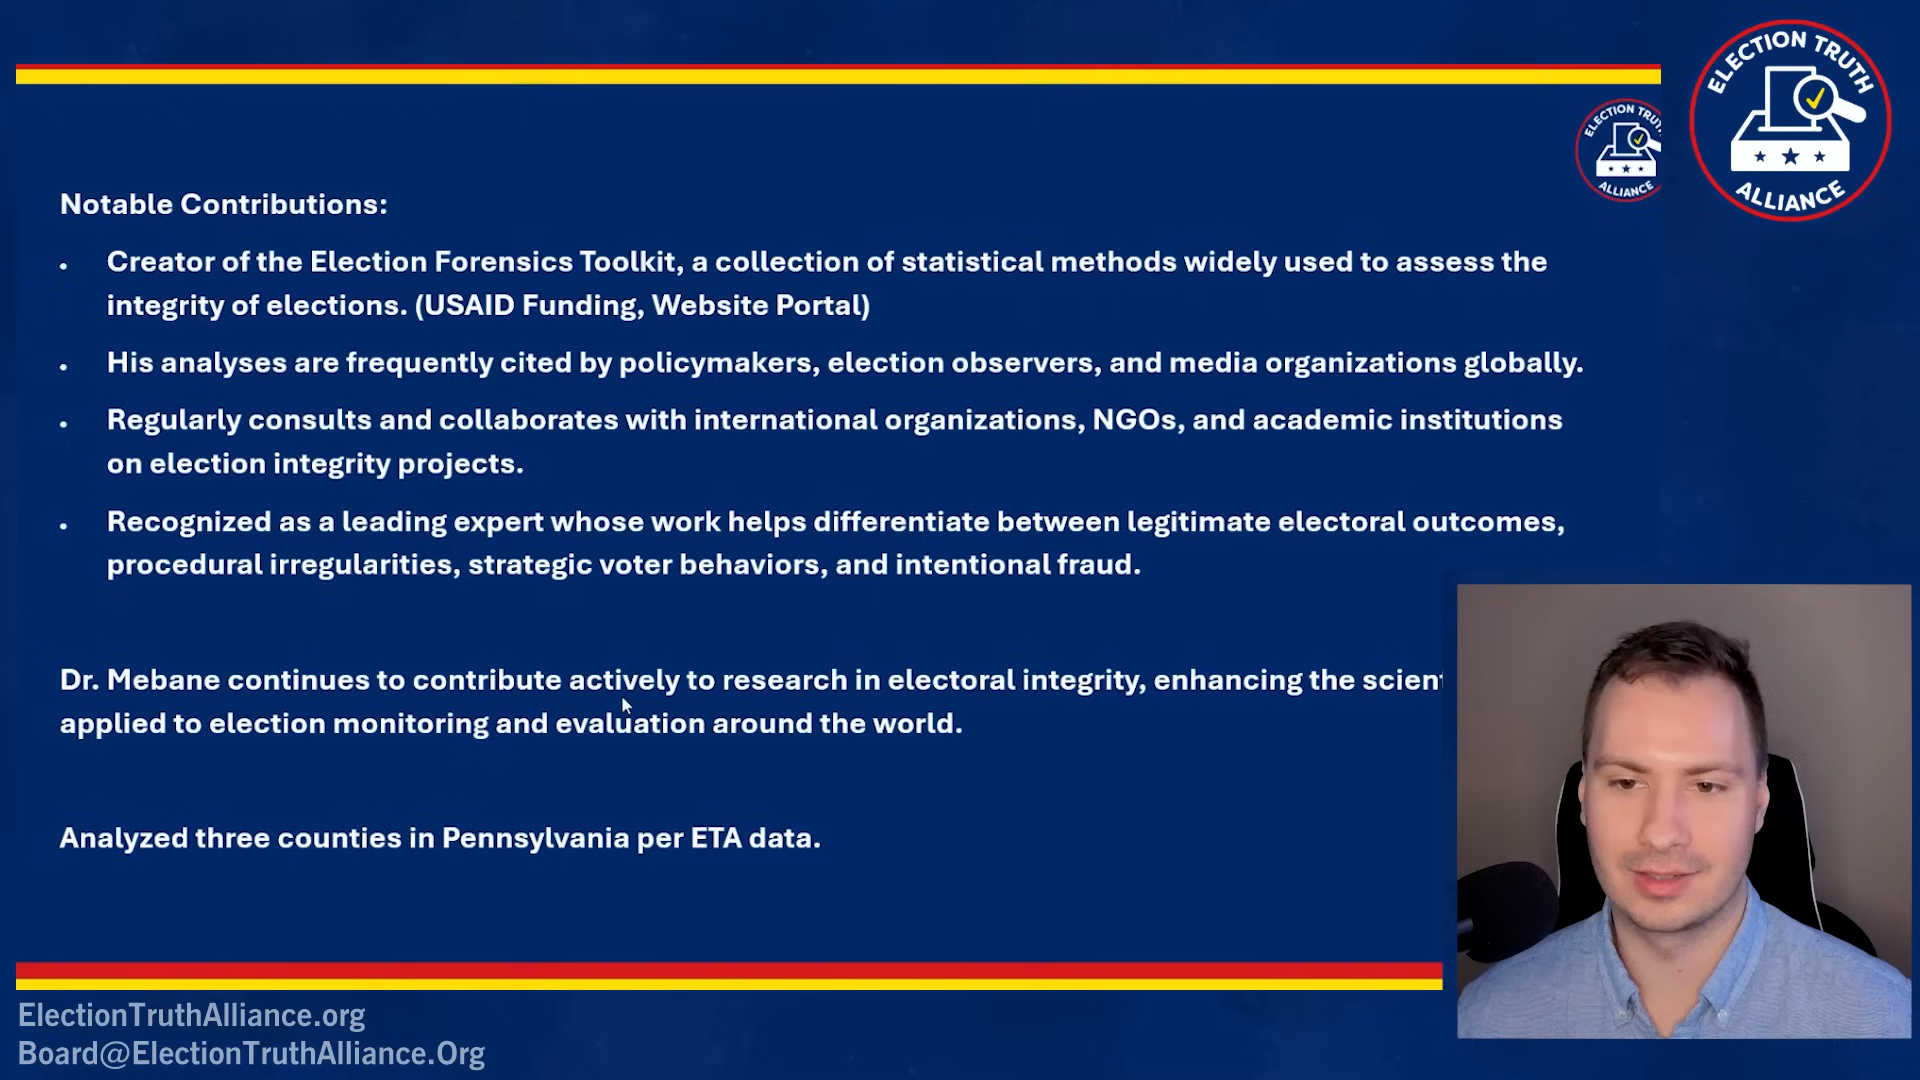 ELECTION TRUTH
ALLIANCE
ELECTION
ALLIANCE
Notable Contributions:
• Creator of the Election Forensics Toolkit, a collection of statistical methods widely used to assess the
integrity of elections. (USAID Funding, Website Portal)
• His analyses are frequently cited by policymakers, election observers, and media organizations globally.
• Regularly consults and collaborates with international organizations, NGOs, and academic institutions
on election integrity projects.
• Recognized as a leading expert whose work helps differentiate between legitimate electoral outcomes,
procedural irregularities, strategic voter behaviors, and intentional fraud.
Dr. Mebane continues to contribute actively to research in electoral integrity, enhancing the
applied to election monitoring and evaluation around the world.
Analyzed three counties in Pennsylvania per ETA data.
ElectionTruthAlliance.org
Board@ElectionTruthAlliance.Org